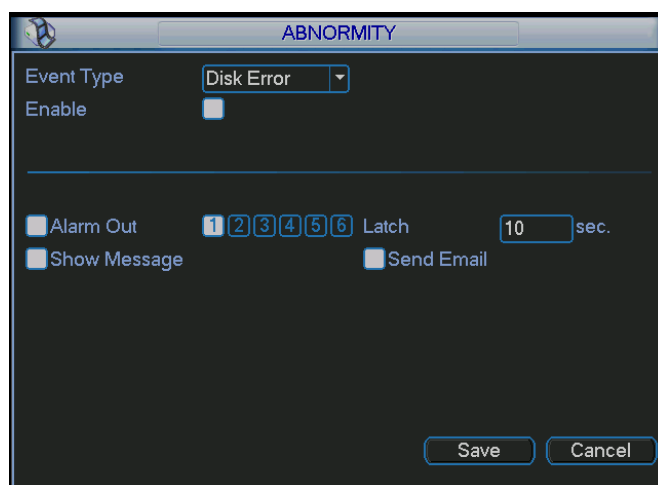 ABNORMITY
Event Type Disk Error
Enable
Alarm Out 1 2 3 4 5 6 Latch 10 sec.
Show Message Send Email
Save Cancel